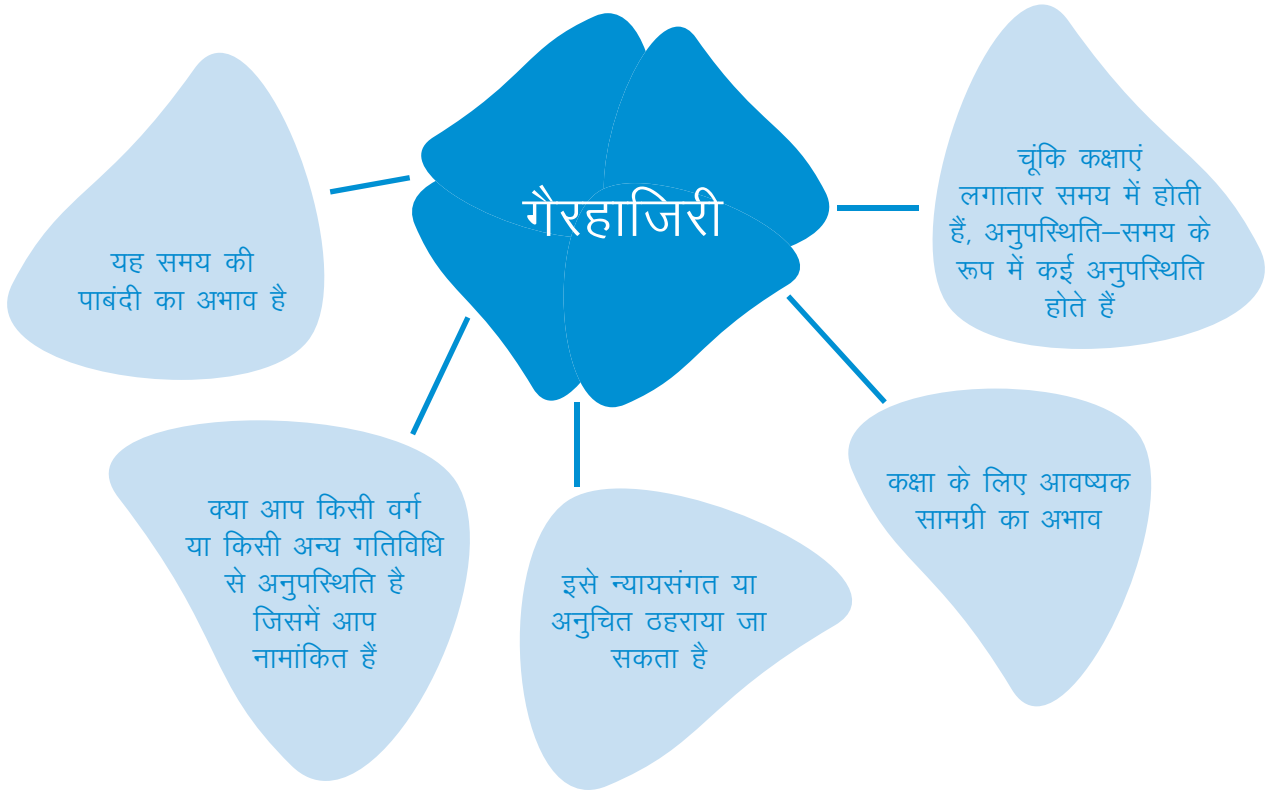 गैरहाजिरी
यह समय की
पाबंदी का अभाव है
चूंकि कक्षाएं
लगातार समय में होती
हैं, अनुपस्थिति–समय के
रूप में कई अनुपस्थिति
होते हैं
क्या आप किसी वर्ग
या किसी अन्य गतिविधि
से अनुपस्थिति है
जिसमें आप
नामांकित हैं
इसे न्यायसंगत या
अनुचित ठहराया जा
सकता है
कक्षा के लिए आवष्यक
सामग्री का अभाव